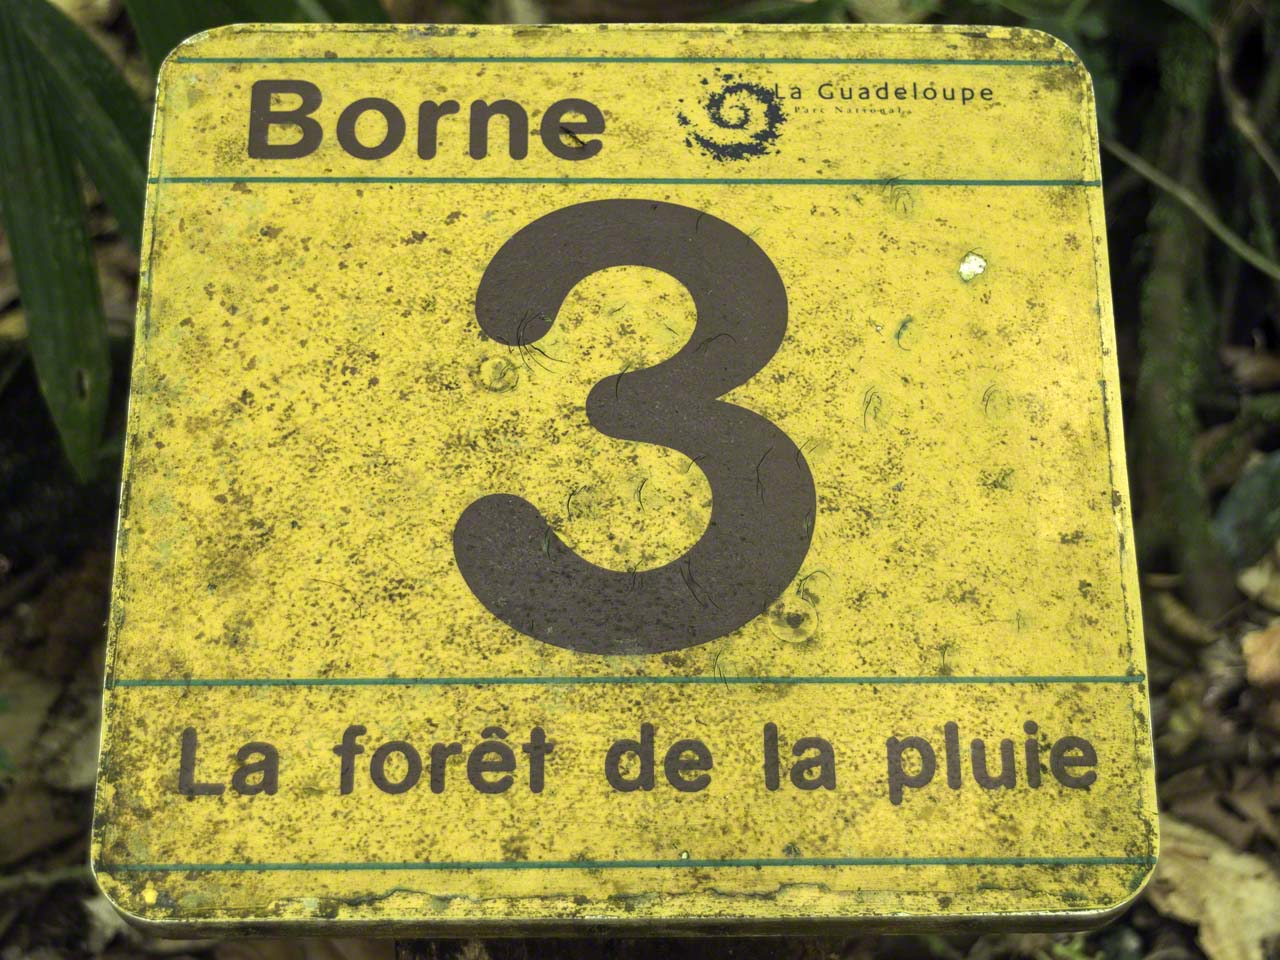 Borne
La Guadeloupe
Parc National
3
La forêt de la pluie